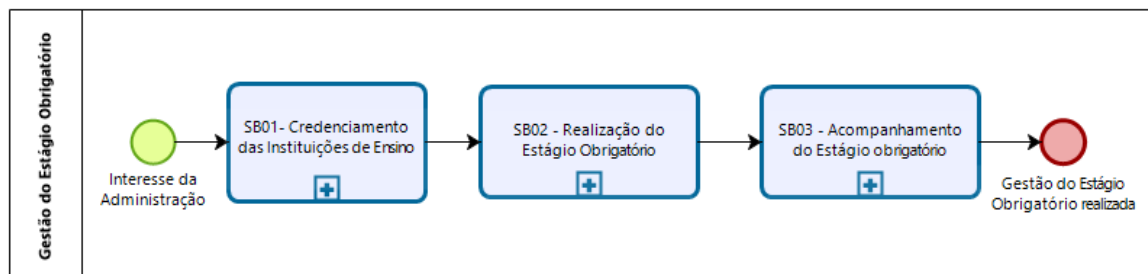 Gestão do Estágio Obrigatório
Interesse da
Administração
SB01- Credenciamento
das Instituições de Ensino
SB02 - Realização do
Estágio Obrigatório
SB03 - Acompanhamento
do Estágio obrigatório
Gestão do Estágio
Obrigatório realizada